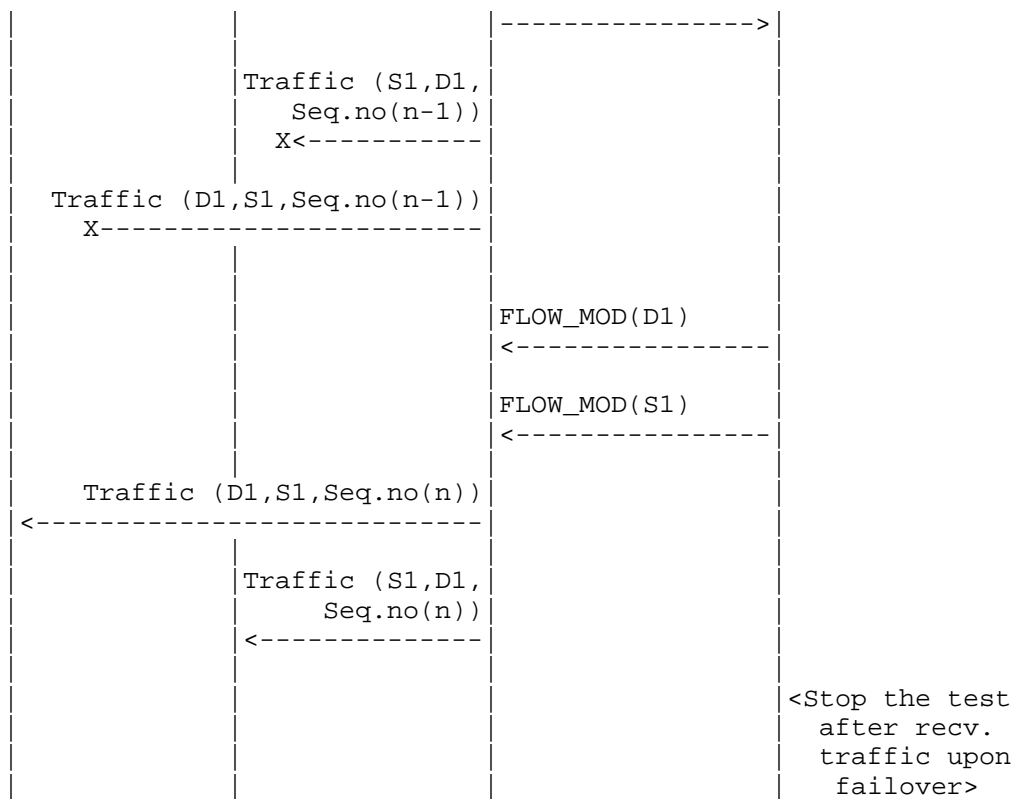 Traffic (S1,D1,
Seq.no(n-1))
X<-----------
Traffic (D1,S1,Seq.no(n-1))
X------------------------
FLOW_MOD(D1)
<----------------
FLOW_MOD(S1)
<----------------
Traffic (D1,S1,Seq.no(n))
<----------------------------
Traffic (S1,D1,
Seq.no(n))
<--------------
<Stop the test
after recv.
traffic upon
failover>